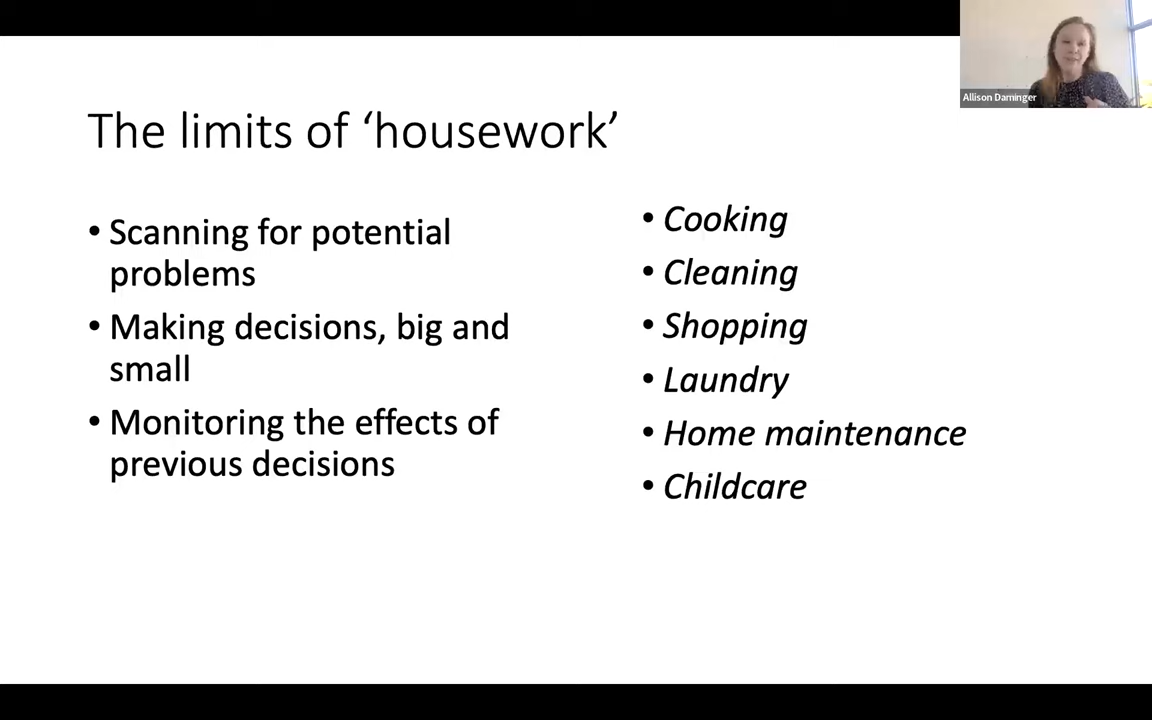 Allison Daminger
The limits of ‘housework’
• Scanning for potential
problems
• Making decisions, big and
small
• Monitoring the effects of
previous decisions
• Cooking
• Cleaning
• Shopping
• Laundry
• Home maintenance
• Childcare